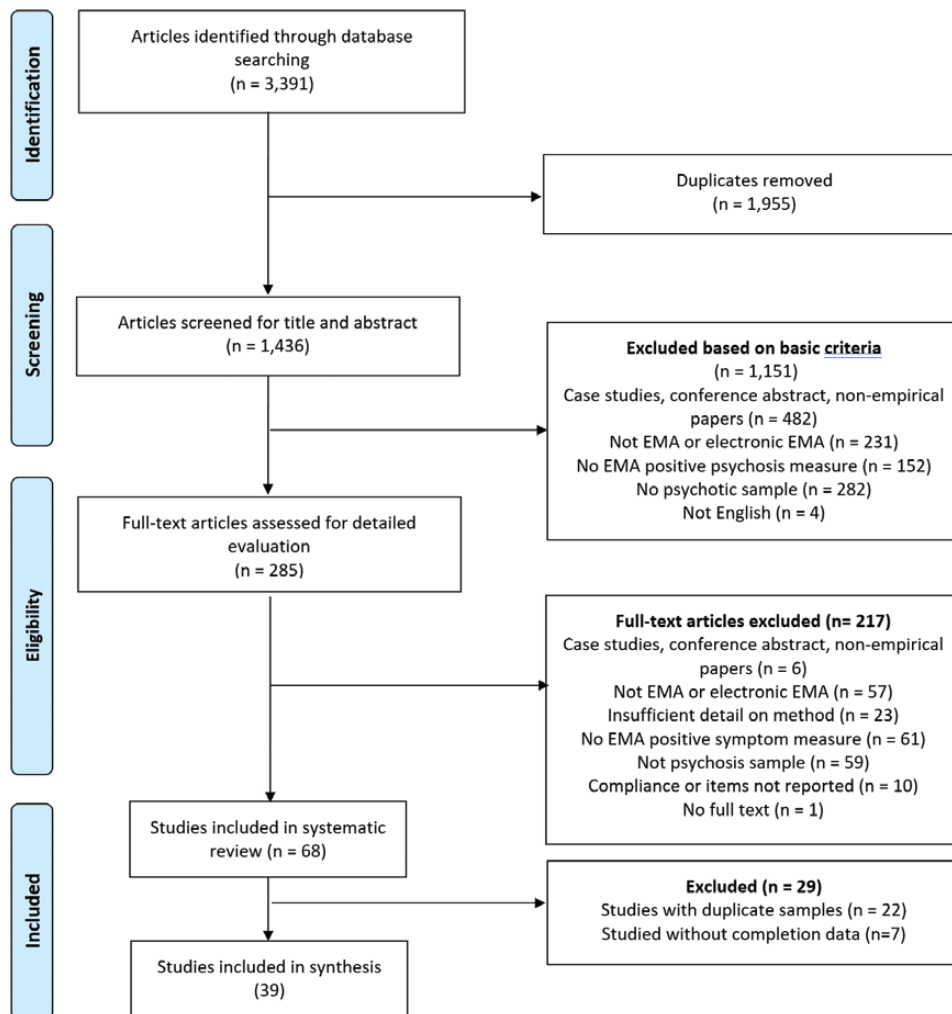 Identification
Articles identified through database
searching
(n = 3,391)
Duplicates removed
(n = 1,955)
Screening
Articles screened for title and abstract
(n = 1,436)
Excluded based on basic criteria
(n = 1,151)
Case studies, conference abstract, non-empirical
papers (n = 482)
Not EMA or electronic EMA (n = 231)
No EMA positive psychosis measure (n = 152)
No psychotic sample (n = 282)
Not English (n = 4)
Eligibility
Full-text articles assessed for detailed
evaluation
(n = 285)
Full-text articles excluded (n= 217)
Case studies, conference abstract, non-empirical
papers (n = 6)
Not EMA or electronic EMA (n = 57)
Insufficient detail on method (n = 23)
No EMA positive symptom measure (n = 61)
Not psychosis sample (n = 59)
Compliance or items not reported (n = 10)
No full text (n = 1)
Included
Studies included in systematic
review (n = 68)
Excluded (n = 29)
Studies with duplicate samples (n = 22)
Studied without completion data (n=7)
Studies included in synthesis
(39)